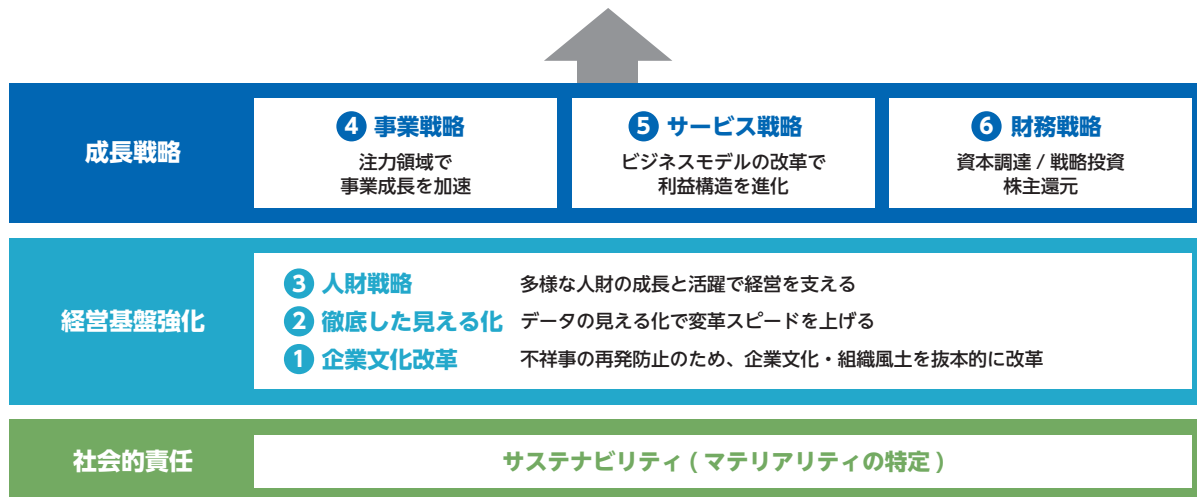 成長戦略
4 事業戦略
注力領域で
事業成長を加速
5 サービス戦略
ビジネスモデルの改革で
利益構造を進化
6 財務戦略
資本調達 / 戦略投資
株主還元
経営基盤強化
3 人財戦略 多様な人財の成長と活躍で経営を支える
2 徹底した見える化 データの見える化で変革スピードを上げる
1 企業文化改革 不祥事の再発防止のため、企業文化・組織風土を抜本的に改革
社会的責任
サステナビリティ ( マテリアリティの特定 )